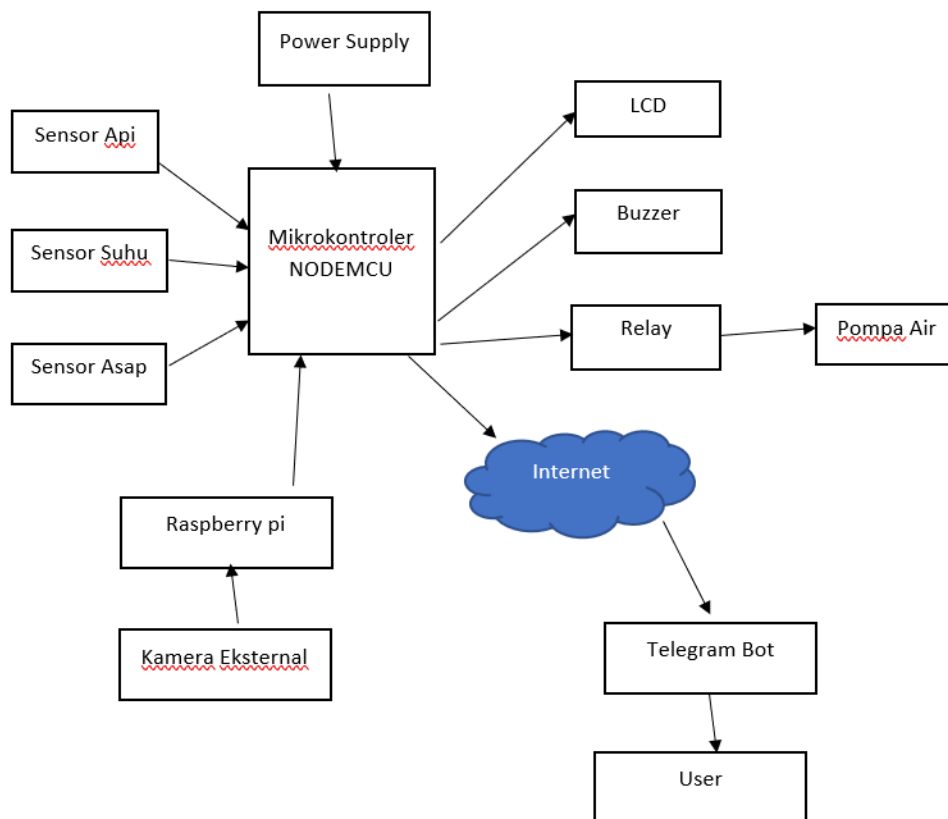 Power Supply
LCD
Sensor Api
Buzzer
Mikrokontroler
NODEMCU
Sensor Suhu
Relay
Pompa Air
Sensor Asap
Internet
Raspberry pi
Kamera Eksternal
Telegram Bot
User